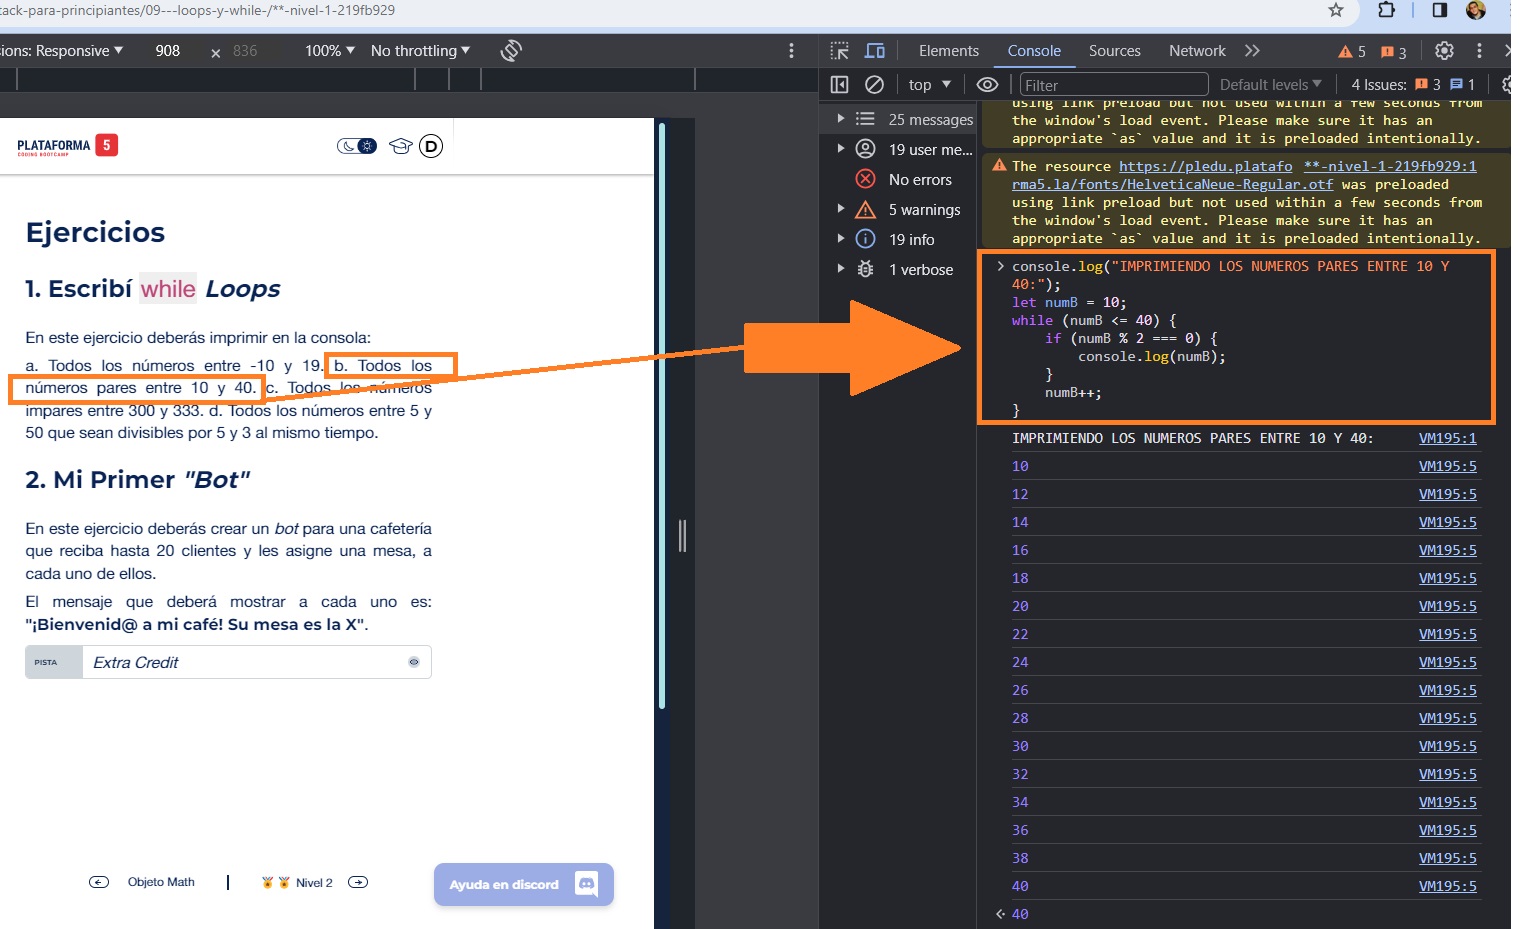 tack-para-principiantes/09---loops-y-while-/**-nivel-1-219fb929
ions: Responsive 908 × 836 100% No throttling
Elements Console Sources Network 5 3
top Filter Default levels 4 Issues: 3 1
25 messages
19 user me...
No errors
5 warnings
19 info
1 verbose
using link preload but not used within a few seconds from
the window's load event. Please make sure it has an
appropriate `as` value and it is preloaded intentionally.
The resource https://pledu.platafo **-nivel-1-219fb929:1
rma5.la/fonts/HelveticaNeue-Regular.otf was preloaded
using link preload but not used within a few seconds from
the window's load event. Please make sure it has an
appropriate `as` value and it is preloaded intentionally.
console.log("IMPRIMIENDO LOS NUMEROS PARES ENTRE 10 Y
40:");
let numB = 10;
while (numB <= 40) {
if (numB % 2 === 0) {
console.log(numB);
}
numB++;
}
IMPRIMIENDO LOS NUMEROS PARES ENTRE 10 Y 40: VM195:1
10 VM195:5
12 VM195:5
14 VM195:5
16 VM195:5
18 VM195:5
20 VM195:5
22 VM195:5
24 VM195:5
26 VM195:5
28 VM195:5
30 VM195:5
32 VM195:5
34 VM195:5
36 VM195:5
38 VM195:5
40 VM195:5
40
PLATAFORMA 5
CODING BOOTCAMP
D
Ejercicios
1. Escribí while Loops
En este ejercicio deberás imprimir en la consola:
a. Todos los números entre -10 y 19. b. Todos los
números pares entre 10 y 40. c. Todos los números
impares entre 300 y 333. d. Todos los números entre 5 y
50 que sean divisibles por 5 y 3 al mismo tiempo.
2. Mi Primer "Bot"
En este ejercicio deberás crear un bot para una cafetería
que reciba hasta 20 clientes y les asigne una mesa, a
cada uno de ellos.
El mensaje que deberá mostrar a cada uno es:
"¡Bienvenid@ a mi café! Su mesa es la X".
PISTA Extra Credit
Objeto Math | Nivel 2
Ayuda en discord